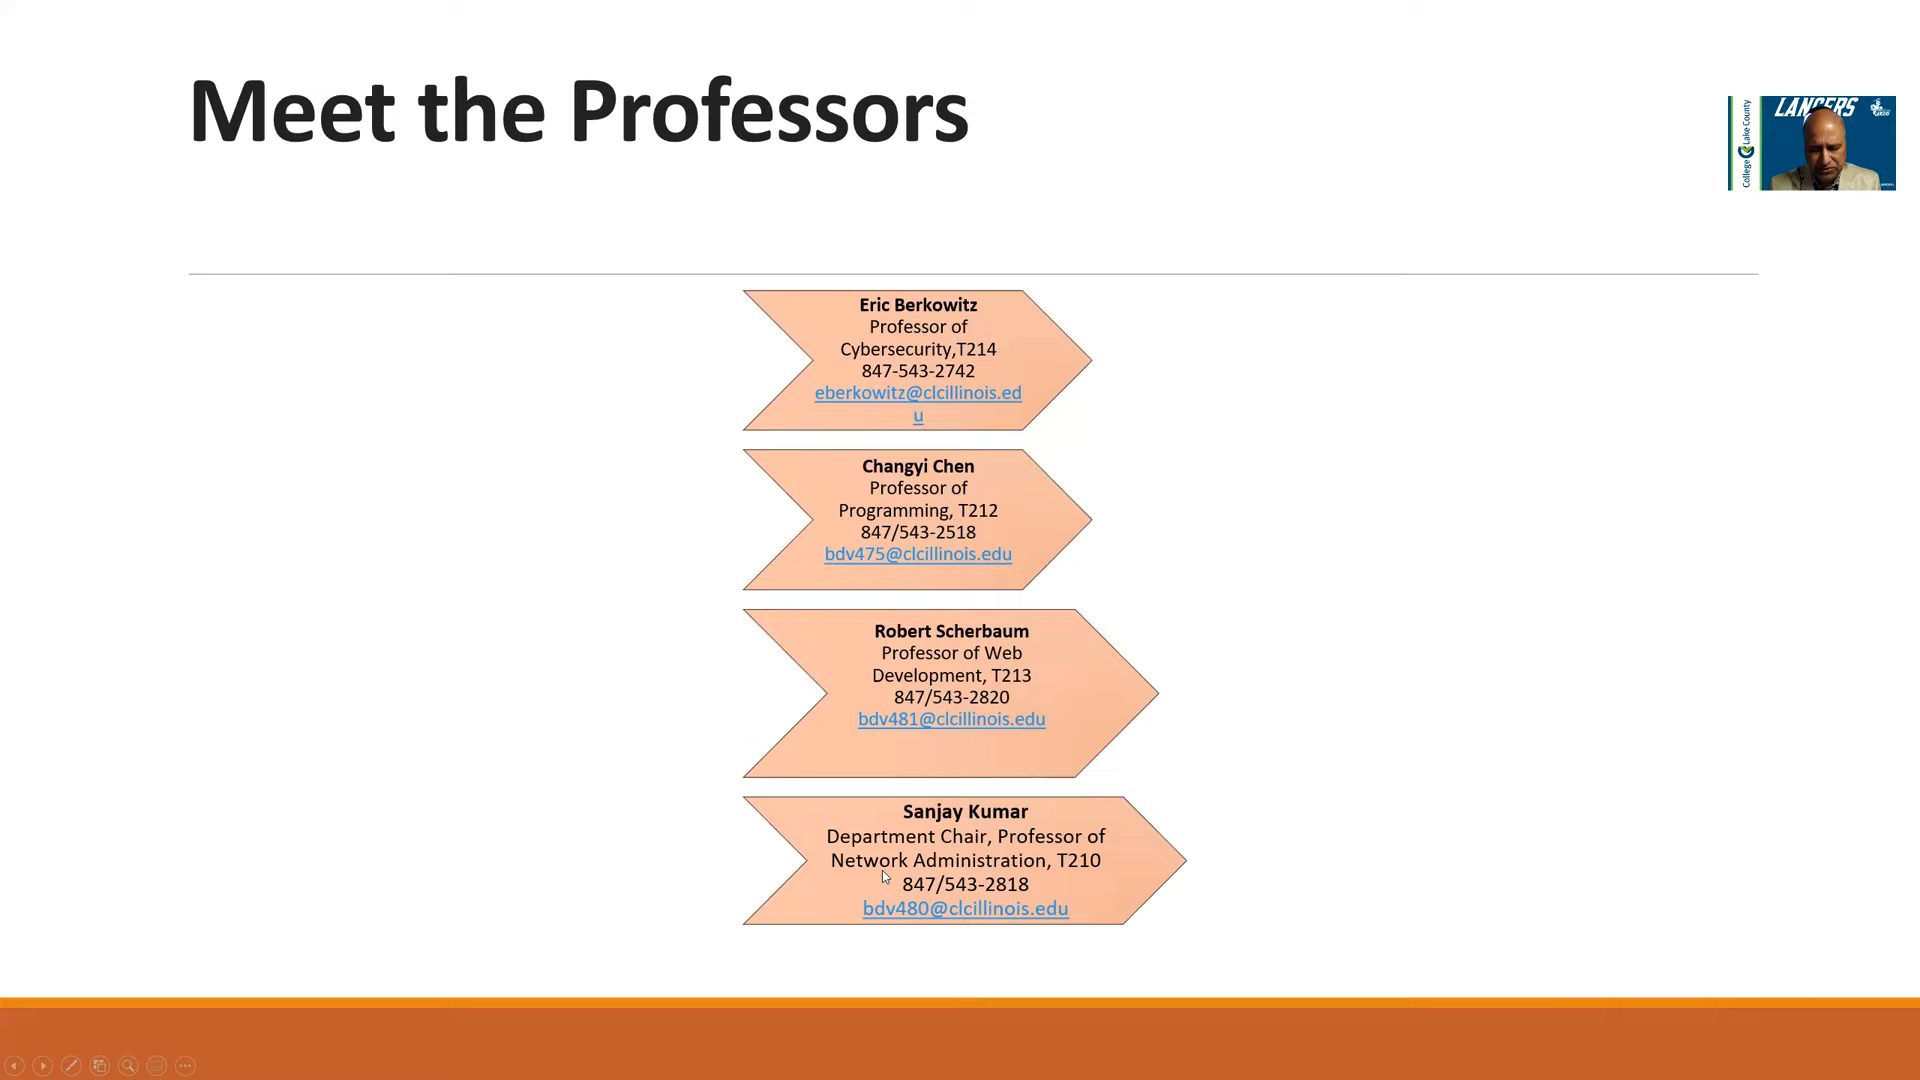 Meet the Professors
LANCERS
College Lake County
Eric Berkowitz
Professor of
Cybersecurity,T214
847-543-2742
eberkowitz@clcillinois.ed
u
Changyi Chen
Professor of
Programming, T212
847/543-2518
bdv475@clcillinois.edu
Robert Scherbaum
Professor of Web
Development, T213
847/543-2820
bdv481@clcillinois.edu
Sanjay Kumar
Department Chair, Professor of
Network Administration, T210
847/543-2818
bdv480@clcillinois.edu